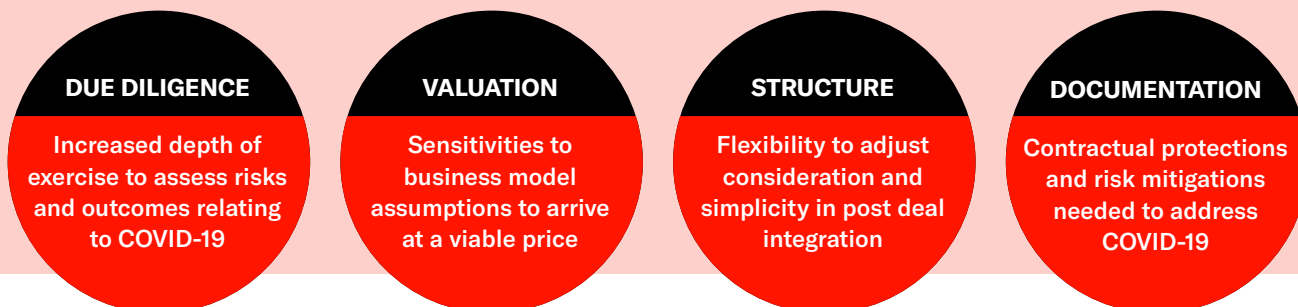 DUE DILIGENCE
Increased depth of
exercise to assess risks
and outcomes relating
to COVID-19
VALUATION
Sensitivities to
business model
assumptions to arrive
at a viable price
STRUCTURE
Flexibility to adjust
consideration and
simplicity in post deal
integration
DOCUMENTATION
Contractual protections
and risk mitigations
needed to address
COVID-19